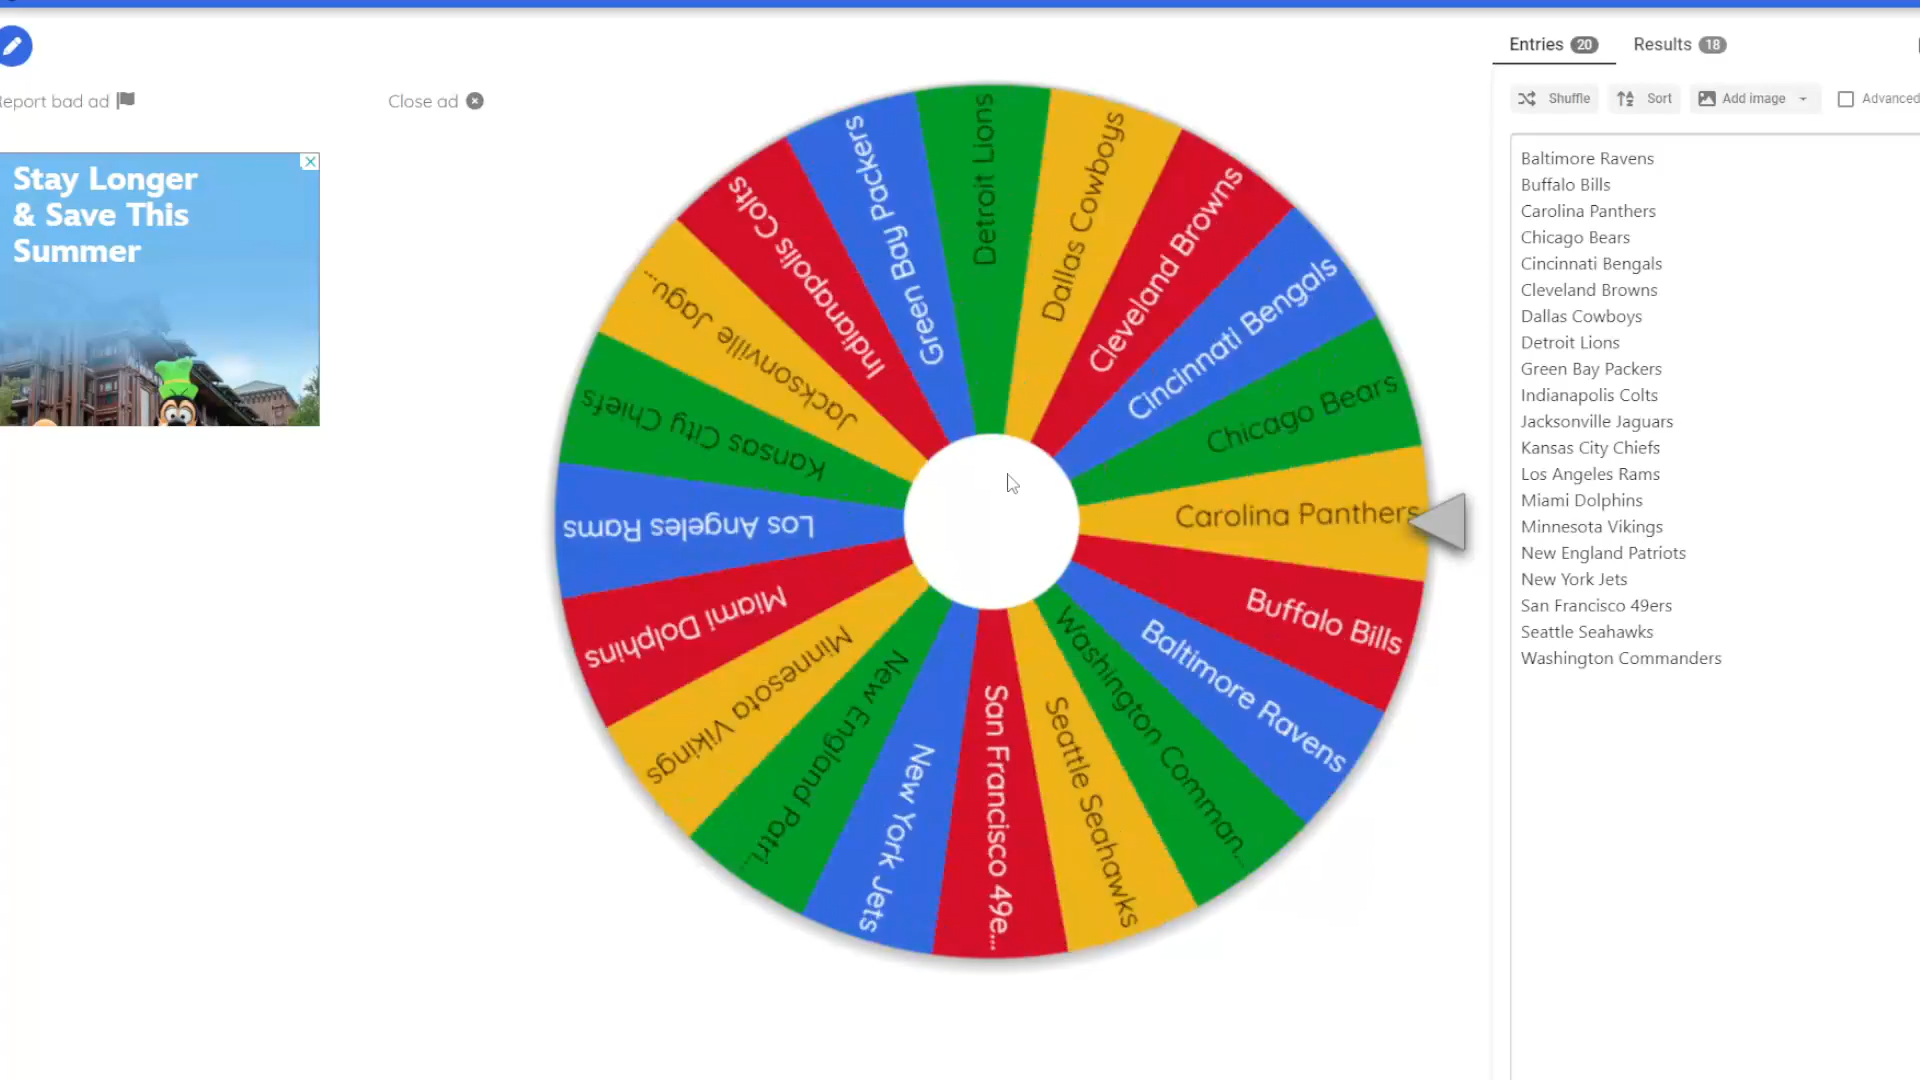 Entries 20
Results 18
Report bad ad
Close ad
Shuffle
Sort
Add image
Advanced
Stay Longer
& Save This
Summer
Detroit Lions
Dallas Cowboys
Cleveland Browns
Cincinnati Bengals
Chicago Bears
Carolina Panthers
Buffalo Bills
Baltimore Ravens
Washington Comman...
Seattle Seahawks
San Francisco 49e...
New York Jets
New England Patri...
Minnesota Vikings
Miami Dolphins
Los Angeles Rams
Kansas City Chiefs
Jacksonville Jagu...
Indianapolis Colts
Green Bay Packers
Baltimore Ravens
Buffalo Bills
Carolina Panthers
Chicago Bears
Cincinnati Bengals
Cleveland Browns
Dallas Cowboys
Detroit Lions
Green Bay Packers
Indianapolis Colts
Jacksonville Jaguars
Kansas City Chiefs
Los Angeles Rams
Miami Dolphins
Minnesota Vikings
New England Patriots
New York Jets
San Francisco 49ers
Seattle Seahawks
Washington Commanders